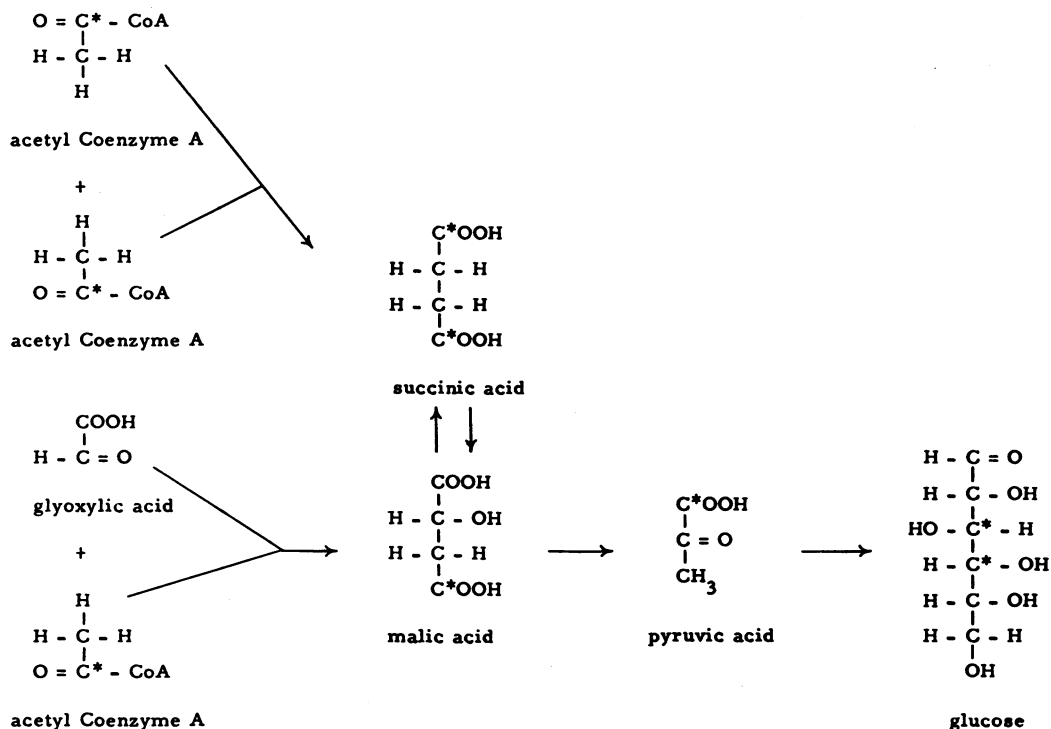 O = C* - CoA
H - C - H
H
acetyl Coenzyme A
+
H
H - C - H
O = C* - CoA
acetyl Coenzyme A
C*OOH
H - C - H
H - C - H
C*OOH
succinic acid
COOH
H - C = O
glyoxylic acid
+
H
H - C - H
O = C* - CoA
acetyl Coenzyme A
COOH
H - C - OH
H - C - H
C*OOH
malic acid
C*OOH
C = O
CH3
pyruvic acid
H - C = O
H - C - OH
HO - C* - H
H - C* - OH
H - C - OH
H - C - H
OH
glucose